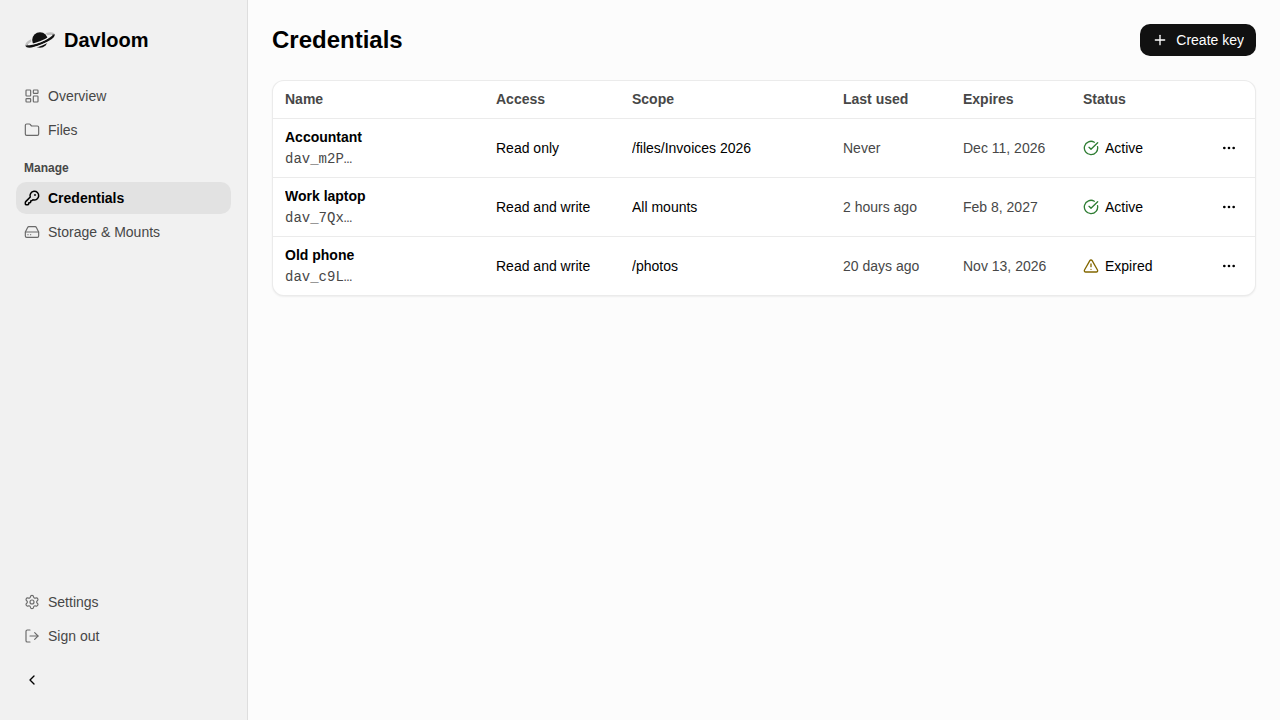 Davloom
Overview
Files
Manage
Credentials
Storage & Mounts
Settings
Sign out
Credentials
Create key
Name Access Scope Last used Expires Status
Accountant
dav_m2P…
Read only /files/Invoices 2026 Never Dec 11, 2026 Active
Work laptop
dav_7Qx…
Read and write All mounts 2 hours ago Feb 8, 2027 Active
Old phone
dav_c9L…
Read and write /photos 20 days ago Nov 13, 2026 Expired